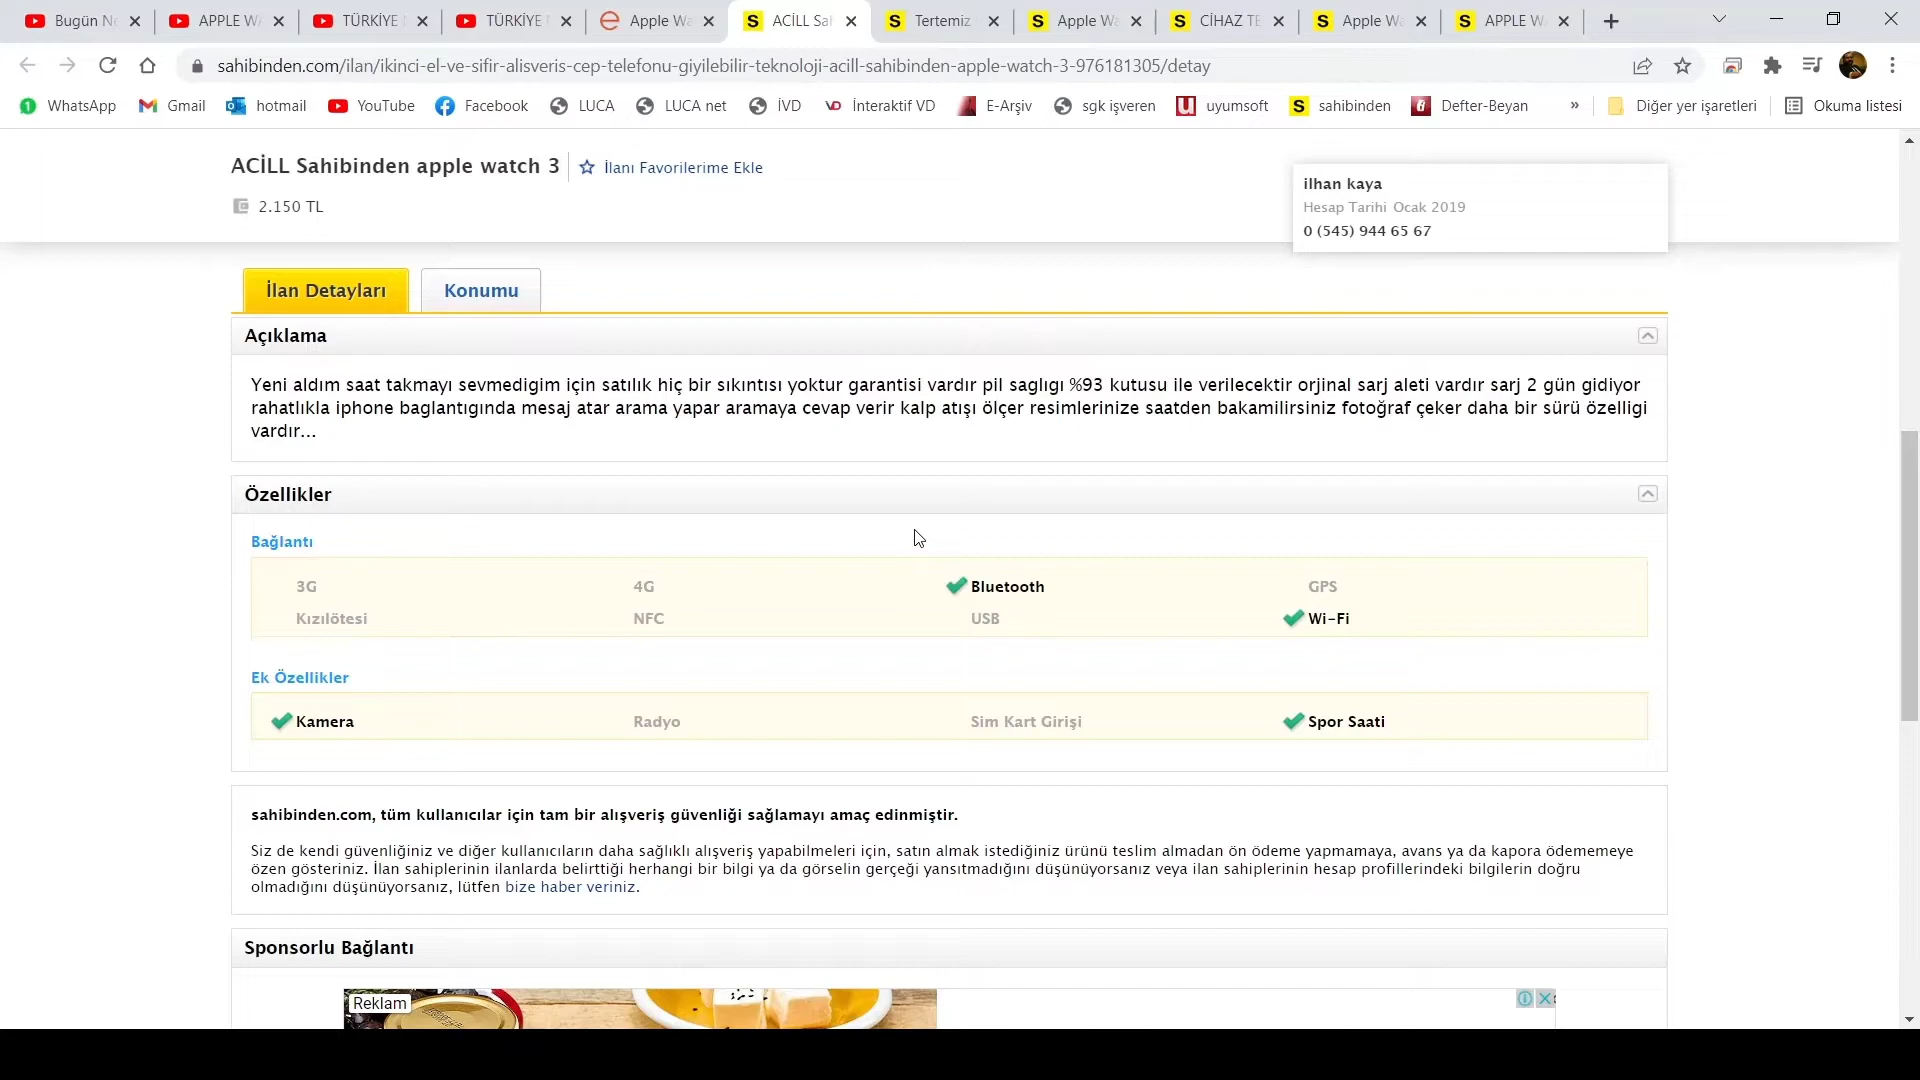 Bugün Ne
APPLE WA
TÜRKİYE
TÜRKİYE
Apple Wa
ACİLL Sah
Tertemiz
Apple Wa
CİHAZ TE
Apple Wa
APPLE W
sahibinden.com/ilan/ikinci-el-ve-sifir-alisveris-cep-telefonu-giyilebilir-teknoloji-acill-sahibinden-apple-watch-3-976181305/detay
WhatsApp
Gmail
hotmail
YouTube
Facebook
LUCA
LUCA net
İVD
İnteraktif VD
E-Arşiv
sgk işveren
uyumsoft
sahibinden
Defter-Beyan
»
Diğer yer işaretleri
Okuma listesi
ACİLL Sahibinden apple watch 3
İlanı Favorilerime Ekle
2.150 TL
ilhan kaya
Hesap Tarihi Ocak 2019
0 (545) 944 65 67
İlan Detayları
Konumu
Açıklama
Yeni aldım saat takmayı sevmedigim için satılık hiç bir sıkıntısı yoktur garantisi vardır pil saglıgı %93 kutusu ile verilecektir orjinal sarj aleti vardır sarj 2 gün gidiyor
rahatlıkla iphone baglantıgında mesaj atar arama yapar aramaya cevap verir kalp atışı ölçer resimlerinize saatden bakamilirsiniz fotoğraf çeker daha bir sürü özelligi
vardır...
Özellikler
Bağlantı
3G
4G
Bluetooth
GPS
Kızılötesi
NFC
USB
Wi-Fi
Ek Özellikler
Kamera
Radyo
Sim Kart Girişi
Spor Saati
sahibinden.com, tüm kullanıcılar için tam bir alışveriş güvenliği sağlamayı amaç edinmiştir.
Siz de kendi güvenliğiniz ve diğer kullanıcıların daha sağlıklı alışveriş yapabilmeleri için, satın almak istediğiniz ürünü teslim almadan ön ödeme yapmamaya, avans ya da kapora ödememeye
özen gösteriniz. İlan sahiplerinin ilanlarda belirttiği herhangi bir bilgi ya da görselin gerçeği yansıtmadığını düşünüyorsanız veya ilan sahiplerinin hesap profillerindeki bilgilerin doğru
olmadığını düşünüyorsanız, lütfen bize haber veriniz.
Sponsorlu Bağlantı
Reklam